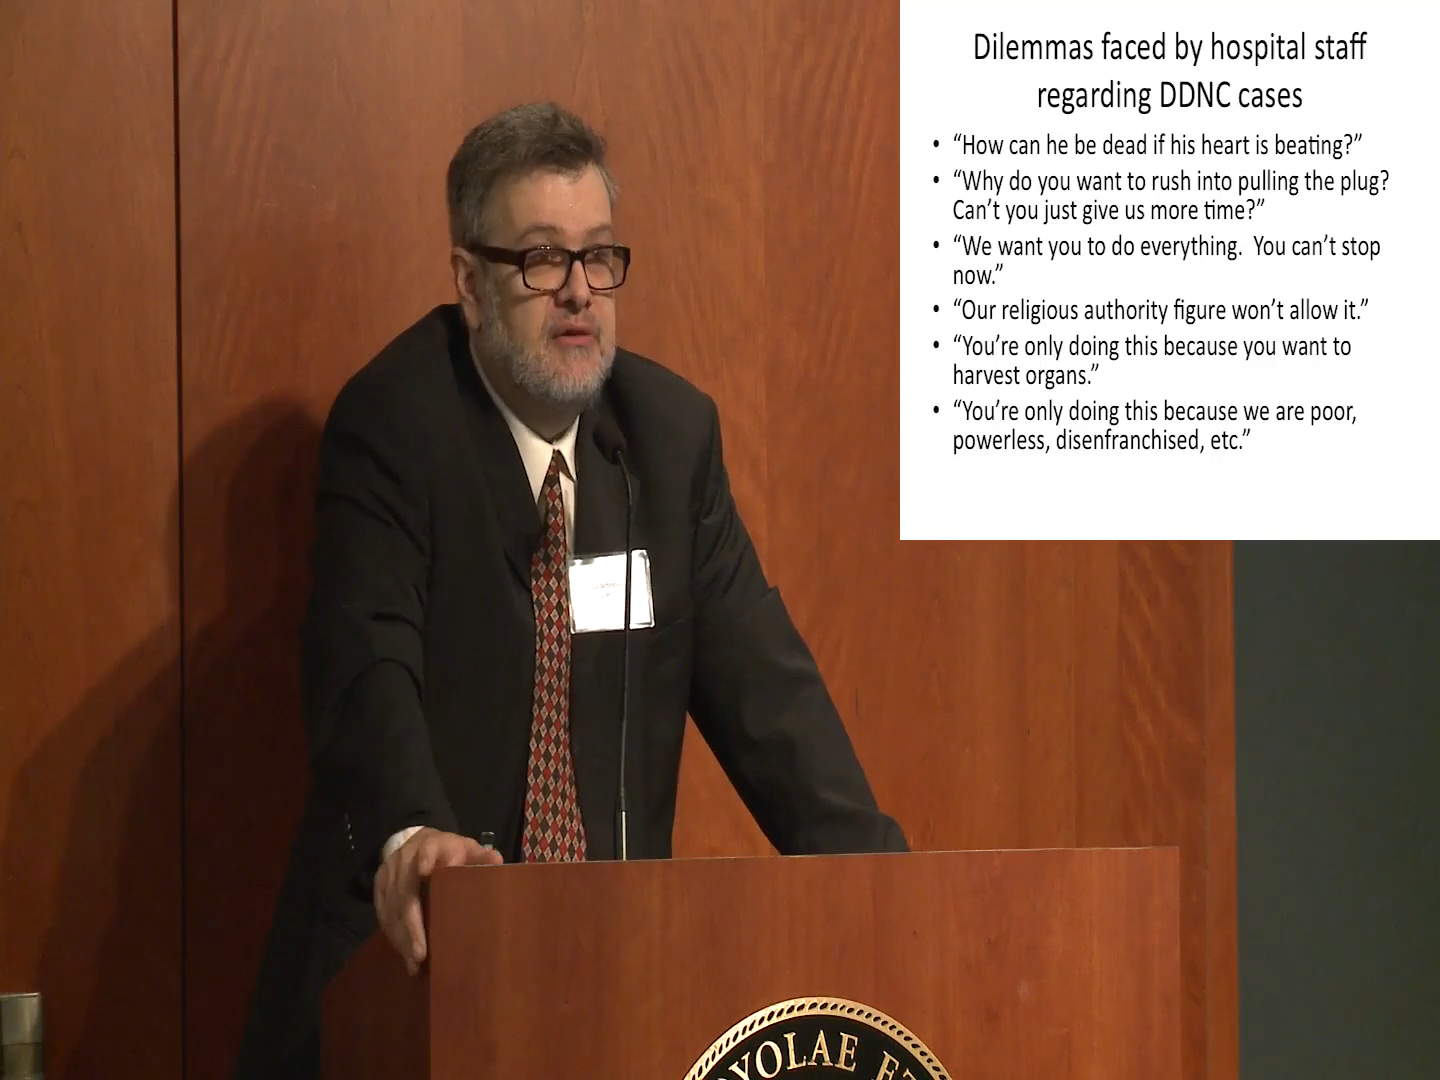 Dilemmas faced by hospital staff
regarding DDNC cases
• “How can he be dead if his heart is beating?”
• “Why do you want to rush into pulling the plug?
Can’t you just give us more time?”
• “We want you to do everything.  You can’t stop
now.”
• “Our religious authority figure won’t allow it.”
• “You’re only doing this because you want to
harvest organs.”
• “You’re only doing this because we are poor,
powerless, disenfranchised, etc.”
YOLAE